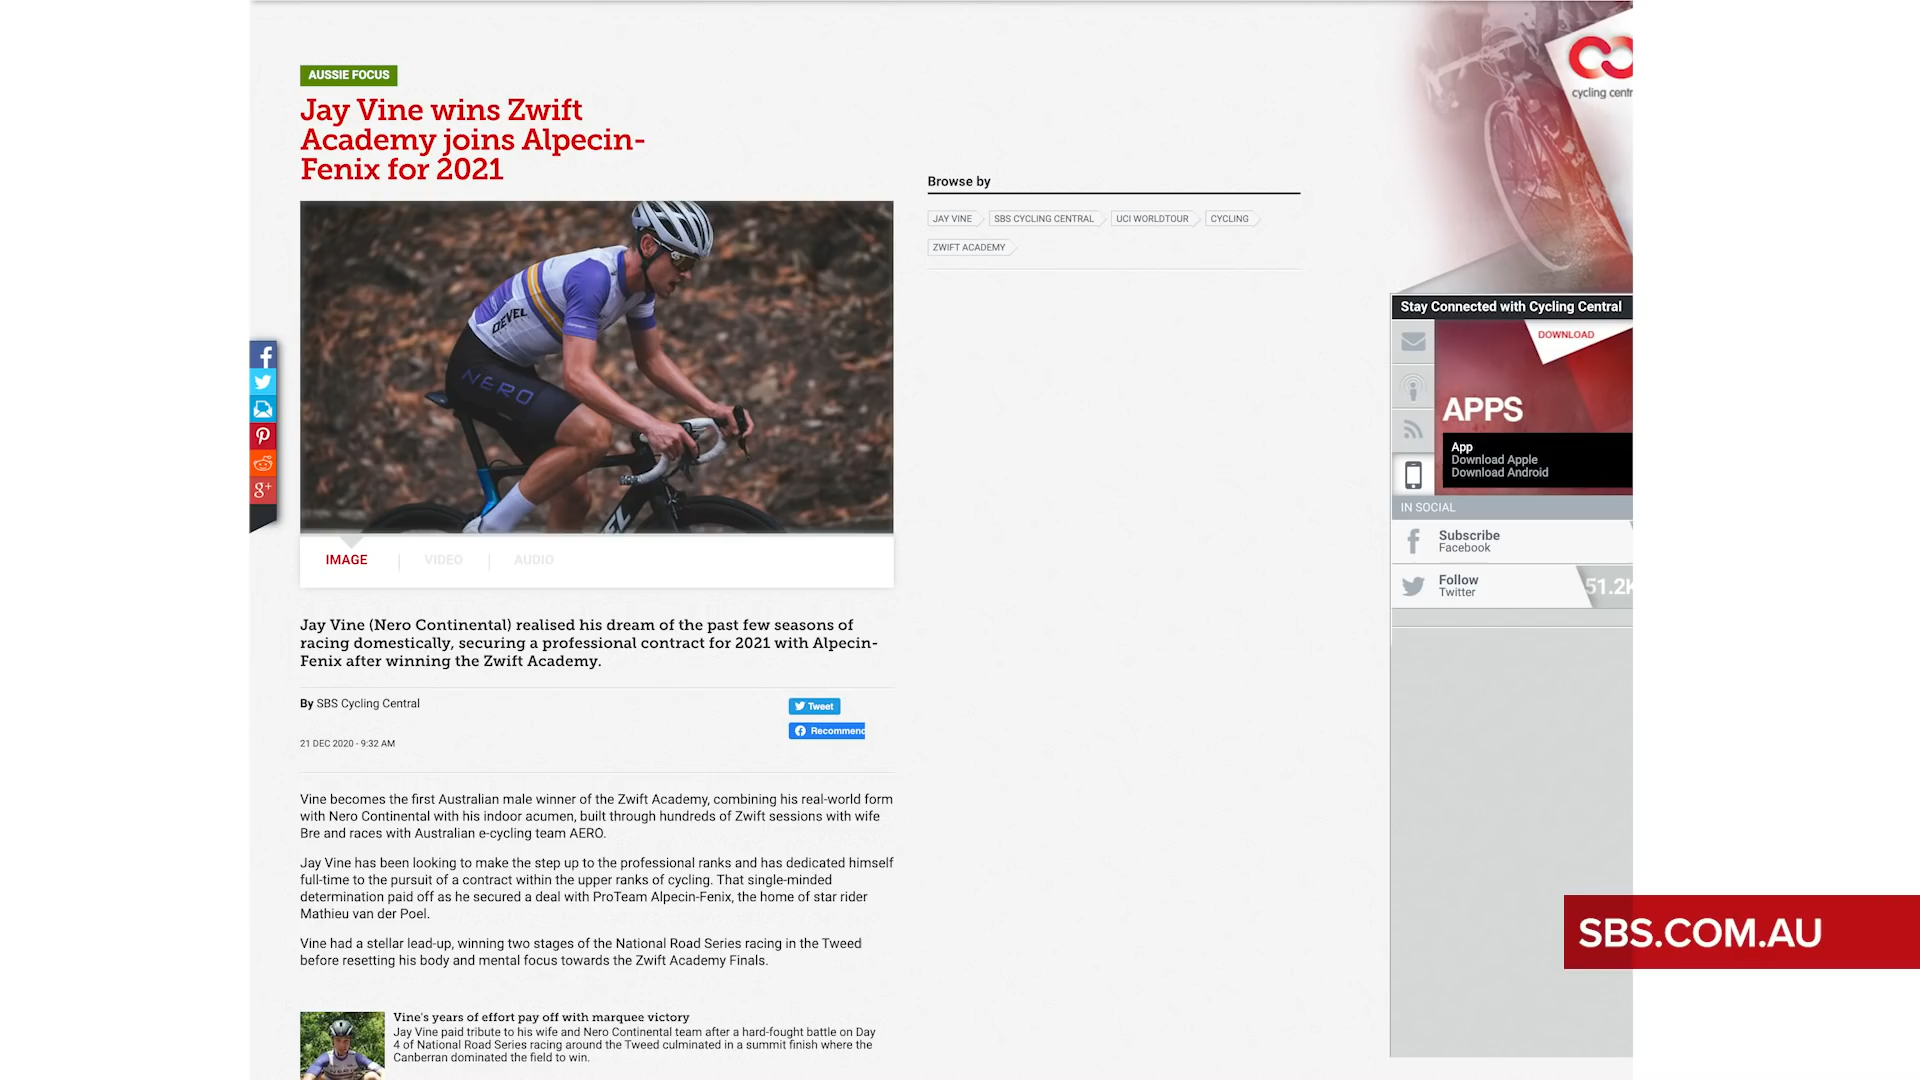 cycling centr
AUSSIE FOCUS
Jay Vine wins Zwift
Academy joins Alpecin-
Fenix for 2021
DEVEL
NERO
IMAGE
VIDEO
AUDIO
Jay Vine (Nero Continental) realised his dream of the past few seasons of
racing domestically, securing a professional contract for 2021 with Alpecin-
Fenix after winning the Zwift Academy.
By SBS Cycling Central
21 DEC 2020 - 9:32 AM
Tweet
Recommend
Vine becomes the first Australian male winner of the Zwift Academy, combining his real-world form
with Nero Continental with his indoor acumen, built through hundreds of Zwift sessions with wife
Bre and races with Australian e-cycling team AERO.
Jay Vine has been looking to make the step up to the professional ranks and has dedicated himself
full-time to the pursuit of a contract within the upper ranks of cycling. That single-minded
determination paid off as he secured a deal with ProTeam Alpecin-Fenix, the home of star rider
Mathieu van der Poel.
Vine had a stellar lead-up, winning two stages of the National Road Series racing in the Tweed
before resetting his body and mental focus towards the Zwift Academy Finals.
Vine's years of effort pay off with marquee victory
Jay Vine paid tribute to his wife and Nero Continental team after a hard-fought battle on Day
4 of National Road Series racing around the Tweed culminated in a summit finish where the
Canberran dominated the field to win.
Browse by
JAY VINE
SBS CYCLING CENTRAL
UCI WORLDTOUR
CYCLING
ZWIFT ACADEMY
Stay Connected with Cycling Central
DOWNLOAD
APPS
App
Download Apple
Download Android
IN SOCIAL
Subscribe
Facebook
Follow
Twitter
51.2K
SBS.COM.AU